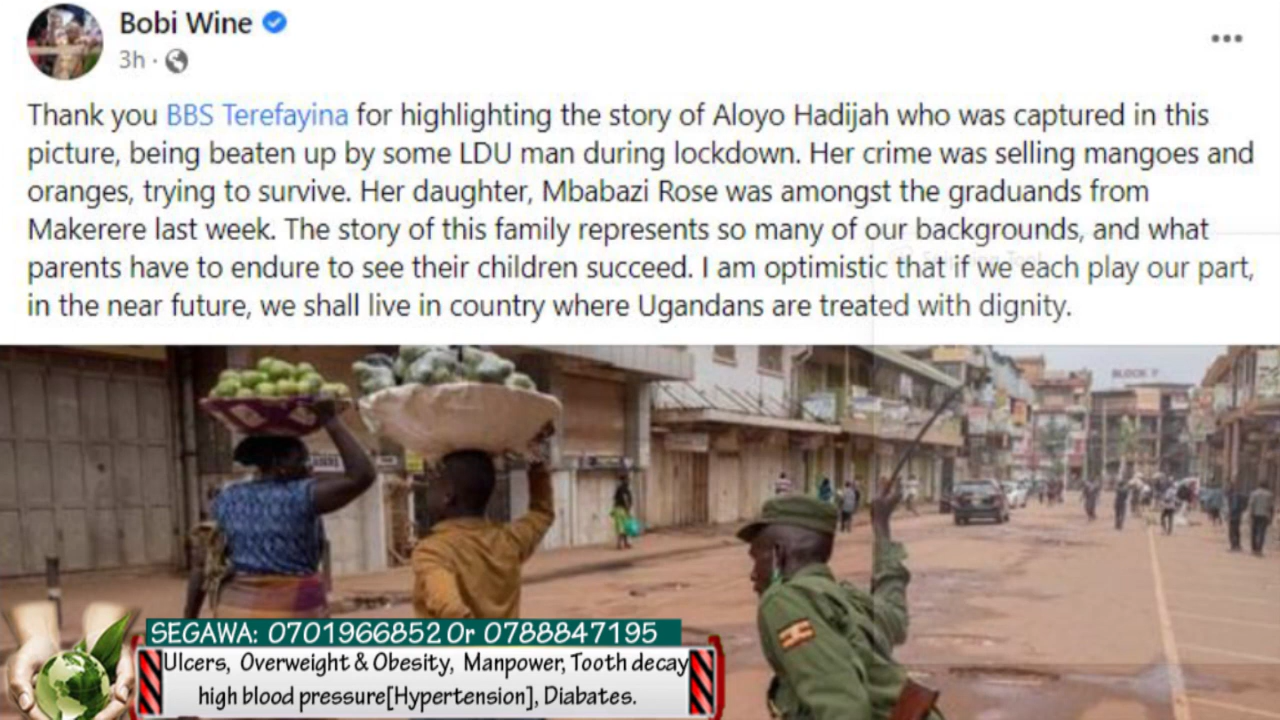 Bobi Wine
3h ·
Thank you BBS Terefayina for highlighting the story of Aloyo Hadijah who was captured in this
picture, being beaten up by some LDU man during lockdown. Her crime was selling mangoes and
oranges, trying to survive. Her daughter, Mbabazi Rose was amongst the graduands from
Makerere last week. The story of this family represents so many of our backgrounds, and what
parents have to endure to see their children succeed. I am optimistic that if we each play our part,
in the near future, we shall live in country where Ugandans are treated with dignity.
BLOCK
SEGAWA: 0701966852 Or 0788847195
Ulcers, Overweight & Obesity, Manpower, Tooth decay
high blood pressure[Hypertension], Diabates.